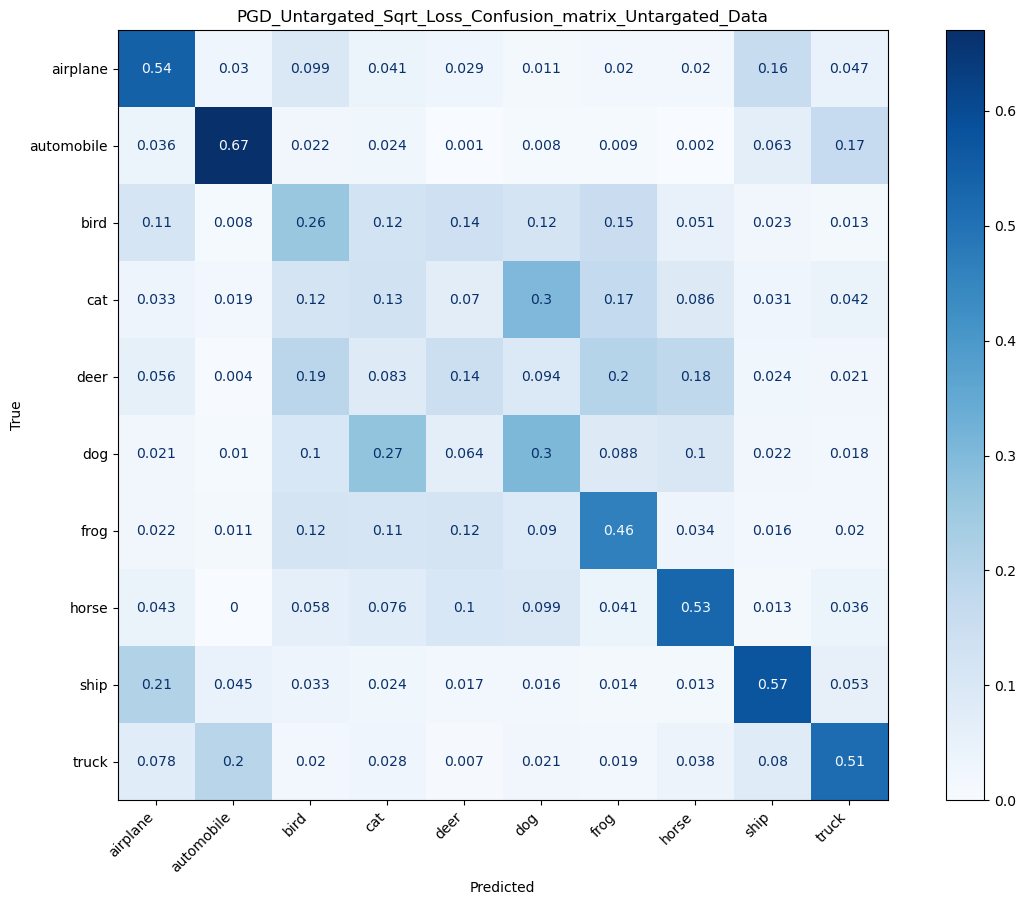 PGD_Untargated_Sqrt_Loss_Confusion_matrix_Untargated_Data
airplane 0.54 0.03 0.099 0.041 0.029 0.011 0.02 0.02 0.16 0.047
automobile 0.036 0.67 0.022 0.024 0.001 0.008 0.009 0.002 0.063 0.17
bird 0.11 0.008 0.26 0.12 0.14 0.12 0.15 0.051 0.023 0.013
cat 0.033 0.019 0.12 0.13 0.07 0.3 0.17 0.086 0.031 0.042
deer 0.056 0.004 0.19 0.083 0.14 0.094 0.2 0.18 0.024 0.021
dog 0.021 0.01 0.1 0.27 0.064 0.3 0.088 0.1 0.022 0.018
frog 0.022 0.011 0.12 0.11 0.12 0.09 0.46 0.034 0.016 0.02
horse 0.043 0 0.058 0.076 0.1 0.099 0.041 0.53 0.013 0.036
ship 0.21 0.045 0.033 0.024 0.017 0.016 0.014 0.013 0.57 0.053
truck 0.078 0.2 0.02 0.028 0.007 0.021 0.019 0.038 0.08 0.51
airplane automobile bird cat deer dog frog horse ship truck
True
Predicted
0.6
0.5
0.4
0.3
0.2
0.1
0.0